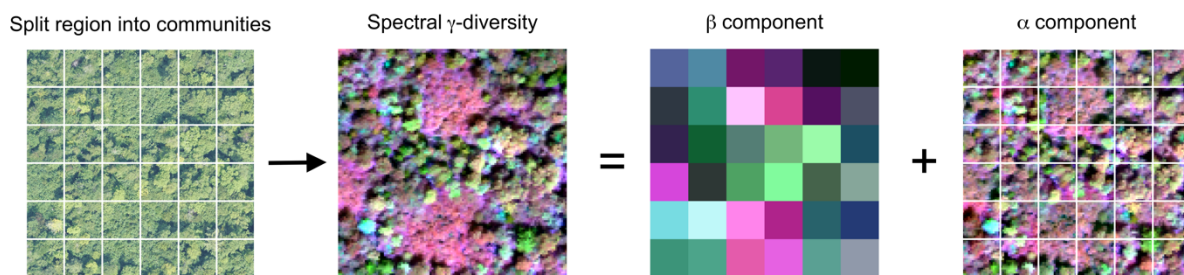 Split region into communities
Spectral γ-diversity
β component
α component
=
+